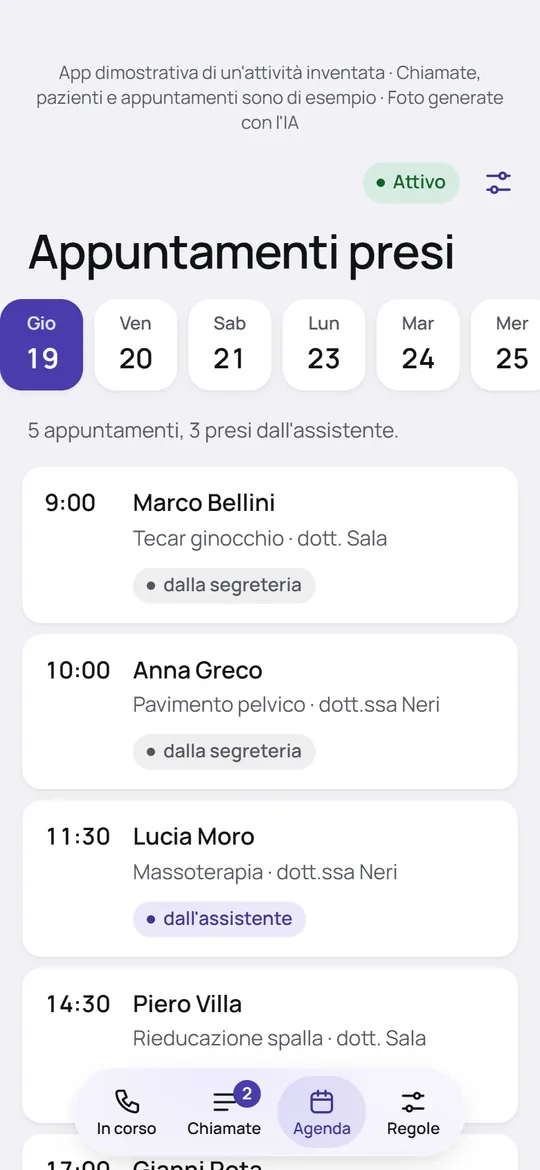 App dimostrativa di un'attività inventata · Chiamate,
pazienti e appuntamenti sono di esempio · Foto generate
con l'IA
Attivo
Appuntamenti presi
Gio
19
Ven
20
Sab
21
Lun
23
Mar
24
Mer
25
5 appuntamenti, 3 presi dall'assistente.
9:00
Marco Bellini
Tecar ginocchio · dott. Sala
dalla segreteria
10:00
Anna Greco
Pavimento pelvico · dott.ssa Neri
dalla segreteria
11:30
Lucia Moro
Massoterapia · dott.ssa Neri
dall'assistente
14:30
Piero Villa
Rieducazione spalla · dott. Sala
In corso
2
Chiamate
Agenda
Regole
17:00